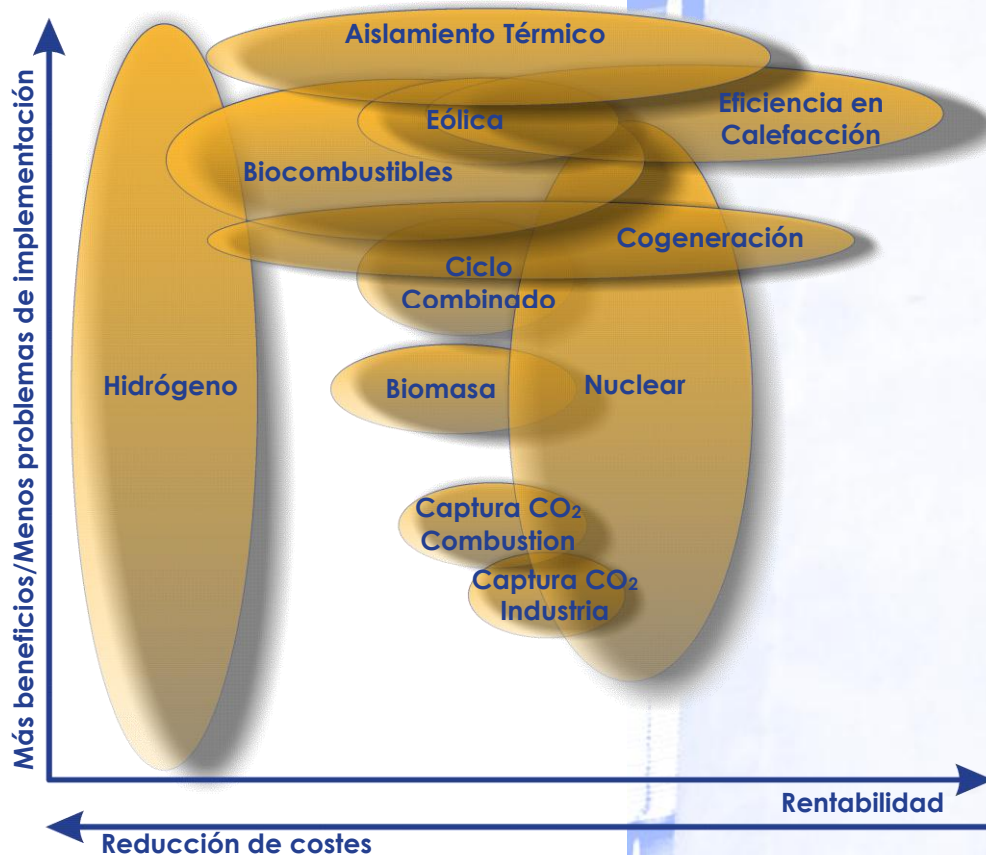 Más beneficios/Menos problemas de implementación
Aislamiento Térmico
Eólica
Eficiencia en
Calefacción
Biocombustibles
Cogeneración
Ciclo
Combinado
Hidrógeno
Biomasa
Nuclear
Captura CO₂
Combustion
Captura CO₂
Industria
Rentabilidad
Reducción de costes